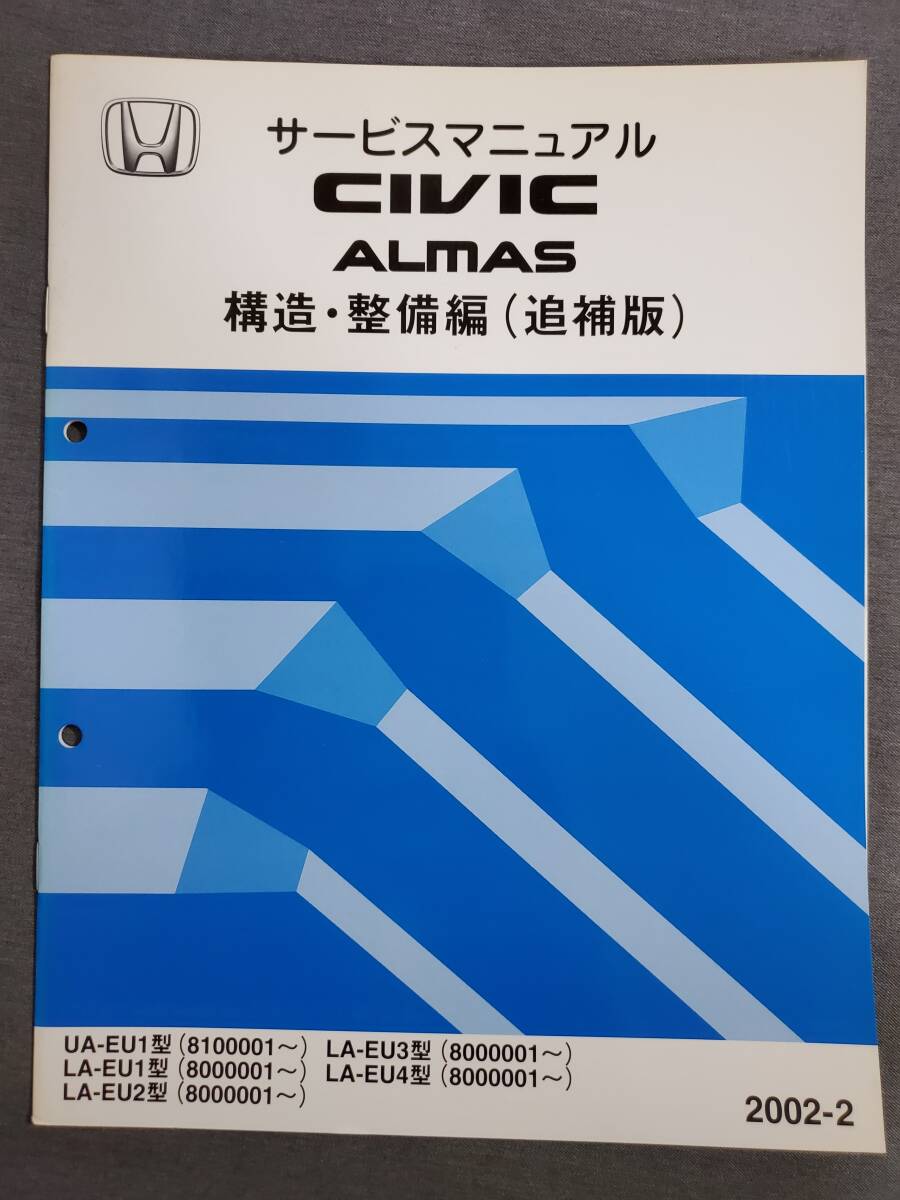 サービスマニュアル
CIVIC
ALMAS
構造・整備編(追補版)
UA-EU1型(8100001〜) LA-EU3型(8000001〜)
LA-EU1型(8000001〜) LA-EU4型(8000001〜)
LA-EU2型(8000001〜)
2002-2